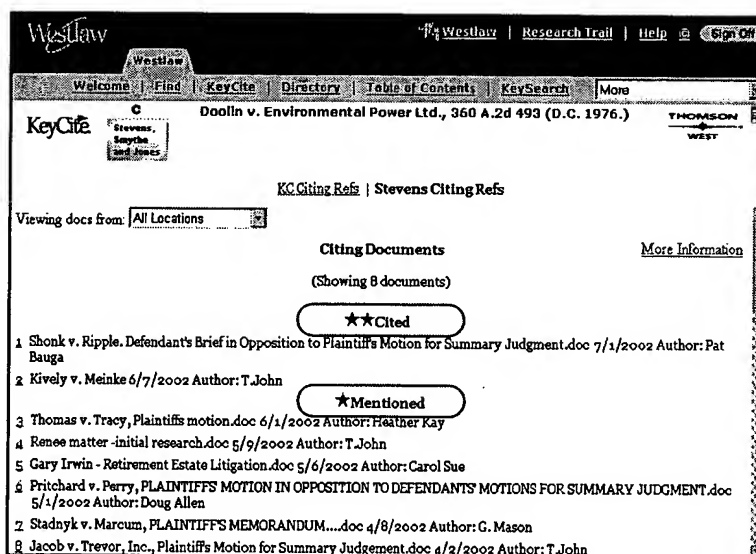 Westlaw
My Westlaw | Research Trail | Help Sign Off
Westlaw
Welcome | Find | KeyCite | Directory | Table of Contents | KeySearch More
KeyCite C Doolin v. Environmental Power Ltd., 360 A.2d 493 (D.C. 1976.) THOMSON
Stevens, Smythe and Jones
WEST
KC Citing Refs | Stevens Citing Refs
Viewing docs from: All Locations
Citing Documents More Information
(Showing 8 documents)
★★Cited
1 Shonk v. Ripple. Defendant's Brief in Opposition to Plaintiff's Motion for Summary Judgment.doc 7/1/2002 Author: Pat
Bauga
2 Kively v. Meinke 6/7/2002 Author: T.John
★Mentioned
3 Thomas v. Tracy, Plaintiffs motion.doc 6/1/2002 Author: Heather Kay
4 Renee matter -initial research.doc 5/9/2002 Author: T.John
5 Gary Irwin - Retirement Estate Litigation.doc 5/6/2002 Author: Carol Sue
6 Pritchard v. Perry, PLAINTIFFS' MOTION IN OPPOSITION TO DEFENDANTS' MOTIONS FOR SUMMARY JUDGMENT.doc
5/1/2002 Author: Doug Allen
7 Stadnyk v. Marcum, PLAINTIFF'S MEMORANDUM....doc 4/8/2002 Author: G. Mason
8 Jacob v. Trevor, Inc., Plaintiffs Motion for Summary Judgement.doc 4/2/2002 Author: T.John